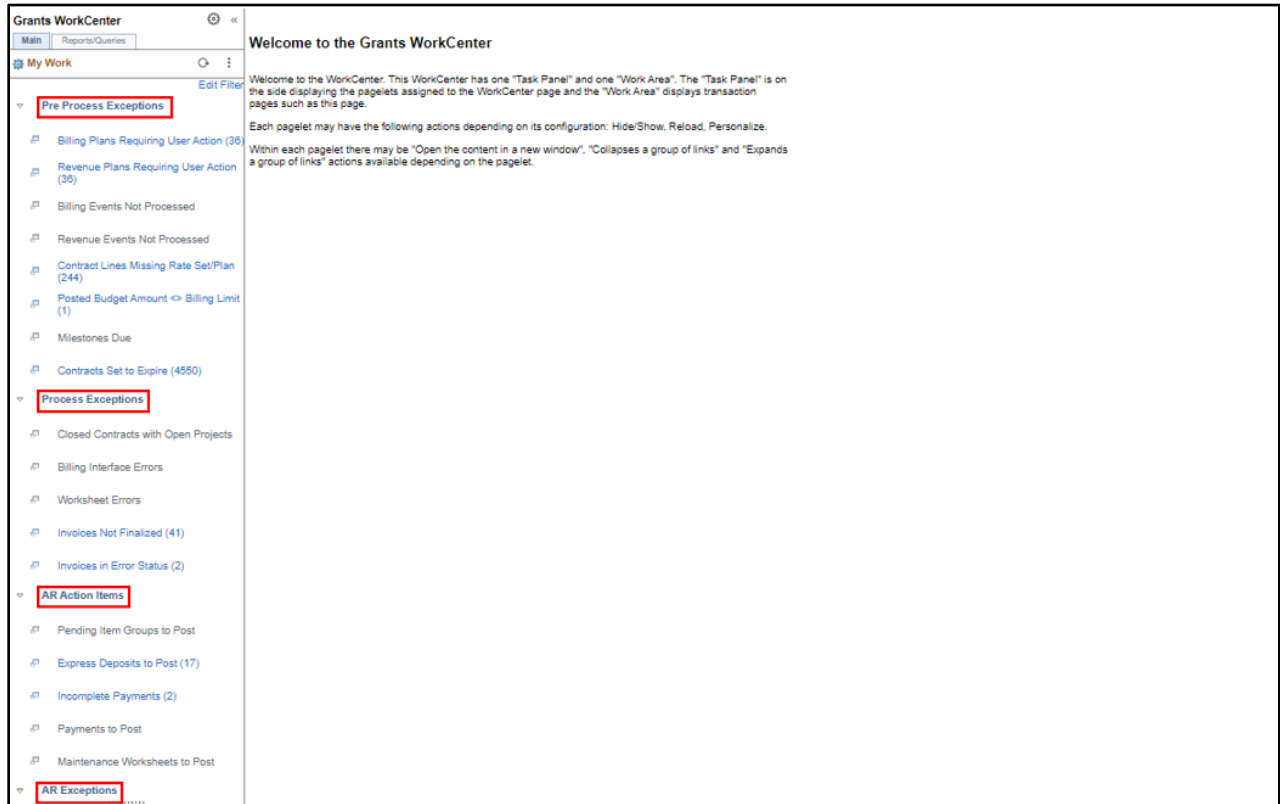 Grants WorkCenter
Main Reports/Queries
My Work
Edit Filter
Pre Process Exceptions
Billing Plans Requiring User Action (36)
Revenue Plans Requiring User Action
(36)
Billing Events Not Processed
Revenue Events Not Processed
Contract Lines Missing Rate Set/Plan
(244)
Posted Budget Amount <> Billing Limit
(1)
Milestones Due
Contracts Set to Expire (4550)
Process Exceptions
Closed Contracts with Open Projects
Billing Interface Errors
Worksheet Errors
Invoices Not Finalized (41)
Invoices in Error Status (2)
AR Action Items
Pending Item Groups to Post
Express Deposits to Post (17)
Incomplete Payments (2)
Payments to Post
Maintenance Worksheets to Post
AR Exceptions
Welcome to the Grants WorkCenter
Welcome to the WorkCenter. This WorkCenter has one "Task Panel" and one "Work Area". The "Task Panel" is on
the side displaying the pagelets assigned to the WorkCenter page and the "Work Area" displays transaction
pages such as this page.
Each pagelet may have the following actions depending on its configuration: Hide/Show, Reload, Personalize.
Within each pagelet there may be "Open the content in a new window", "Collapses a group of links" and "Expands
a group of links" actions available depending on the pagelet.